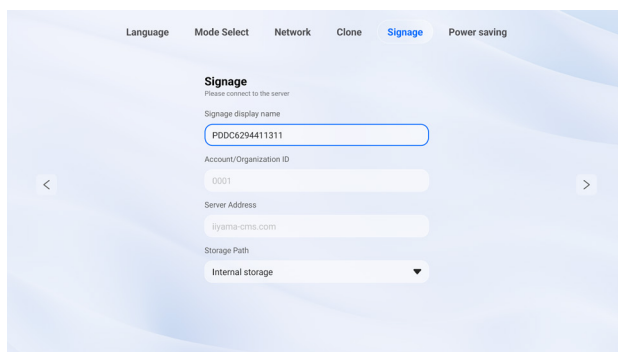 Language Mode Select Network Clone Signage Power saving
Signage
Please connect to the server
Signage display name
PDDC6294411311
Account/Organization ID
0001
Server Address
iiyama-cms.com
Storage Path
Internal storage